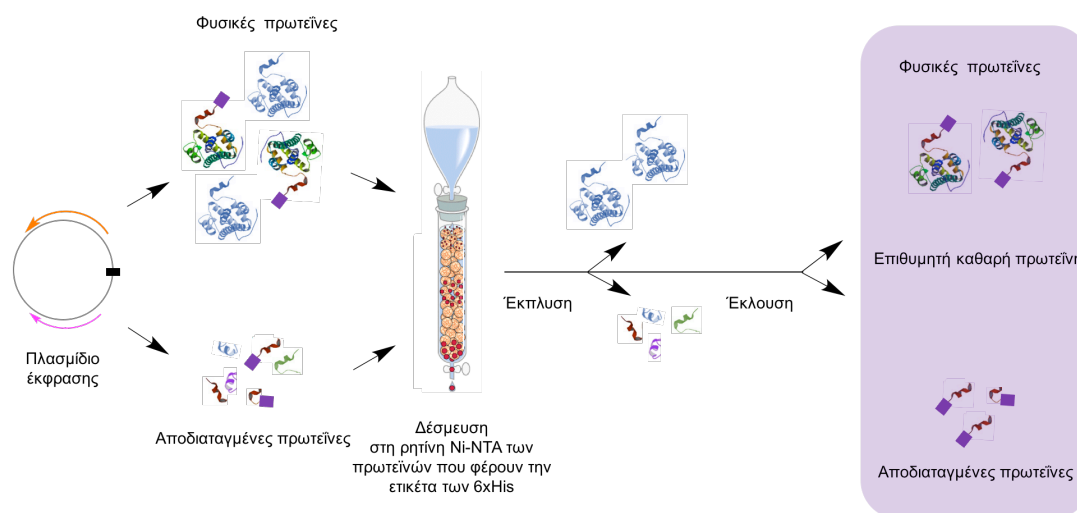 Φυσικές πρωτεΐνες
Πλασμίδιο
έκφρασης
Αποδιαταγμένες πρωτεΐνες
Δέσμευση
στη ρητίνη Ni-NTA των
πρωτεϊνών που φέρουν την
ετικέτα των 6xHis
Έκπλυση
Έκλουση
Φυσικές πρωτεΐνες
Επιθυμητή καθαρή πρωτεΐνη
Αποδιαταγμένες πρωτεΐνες